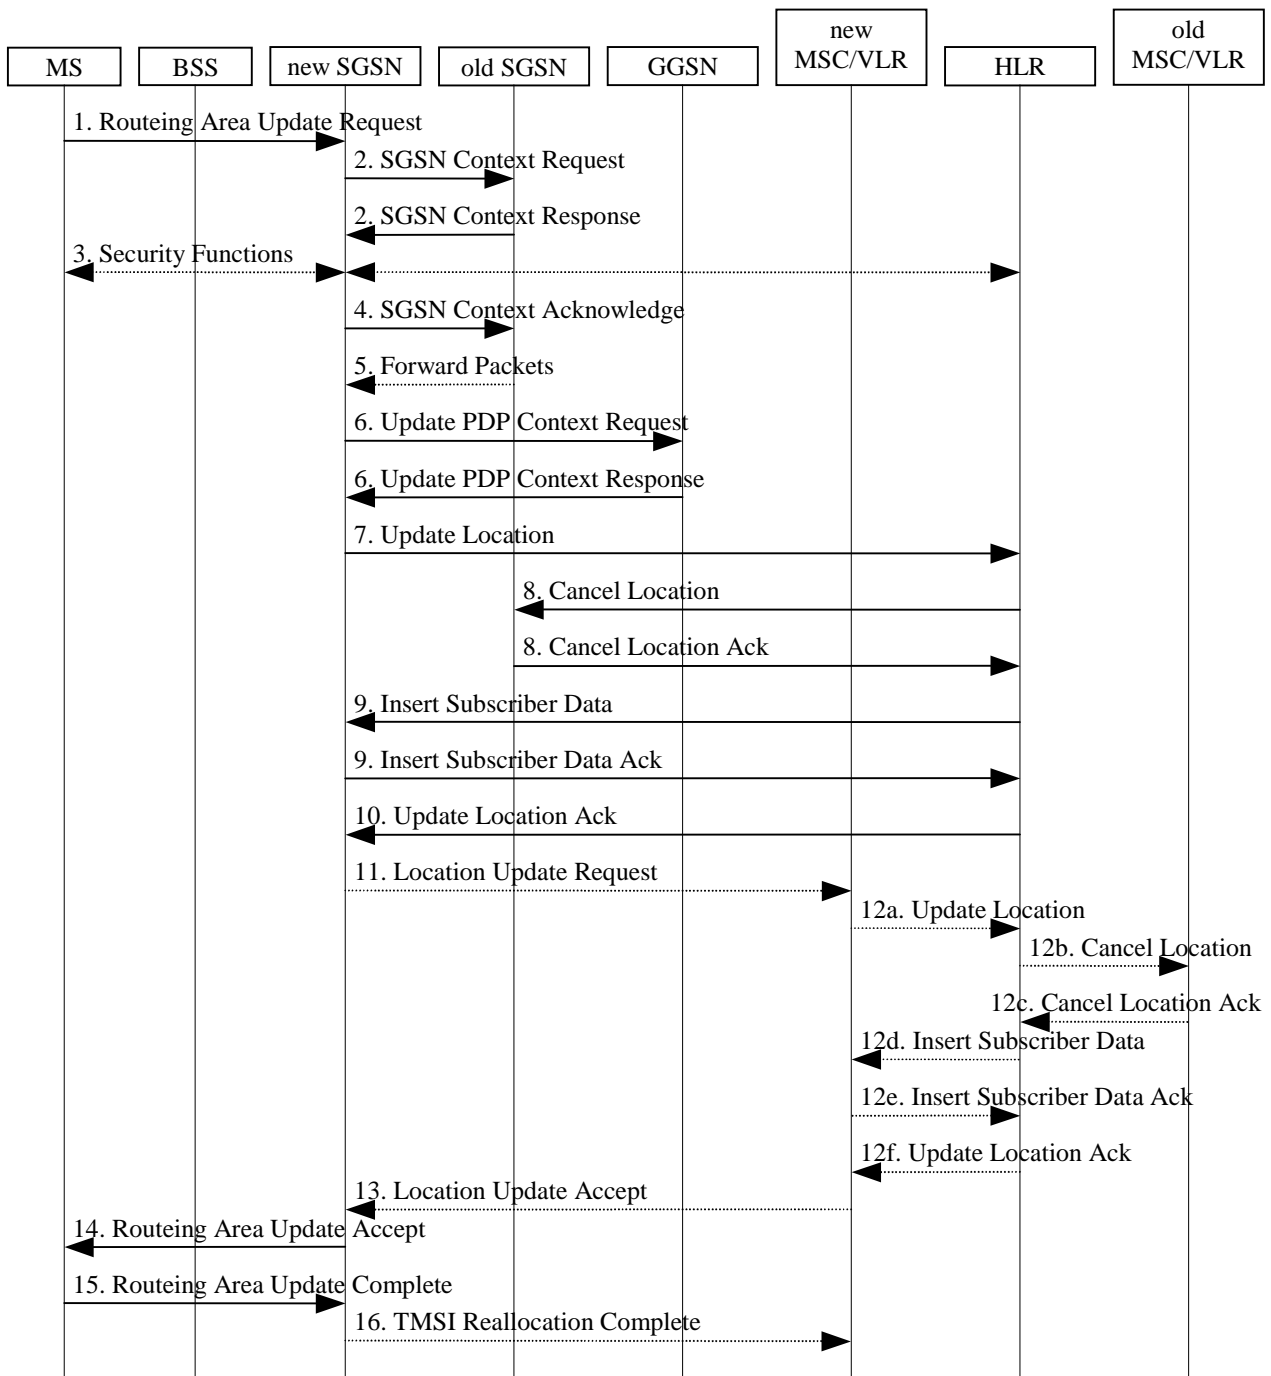 new
MSC/VLR
old
MSC/VLR
MS
BSS
new SGSN
old SGSN
GGSN
HLR
1. Routeing Area Update Request
2. SGSN Context Request
2. SGSN Context Response
3. Security Functions
4. SGSN Context Acknowledge
5. Forward Packets
6. Update PDP Context Request
6. Update PDP Context Response
7. Update Location
8. Cancel Location
8. Cancel Location Ack
9. Insert Subscriber Data
9. Insert Subscriber Data Ack
10. Update Location Ack
11. Location Update Request
12a. Update Location
12b. Cancel Location
12c. Cancel Location Ack
12d. Insert Subscriber Data
12e. Insert Subscriber Data Ack
12f. Update Location Ack
13. Location Update Accept
14. Routeing Area Update Accept
15. Routeing Area Update Complete
16. TMSI Reallocation Complete